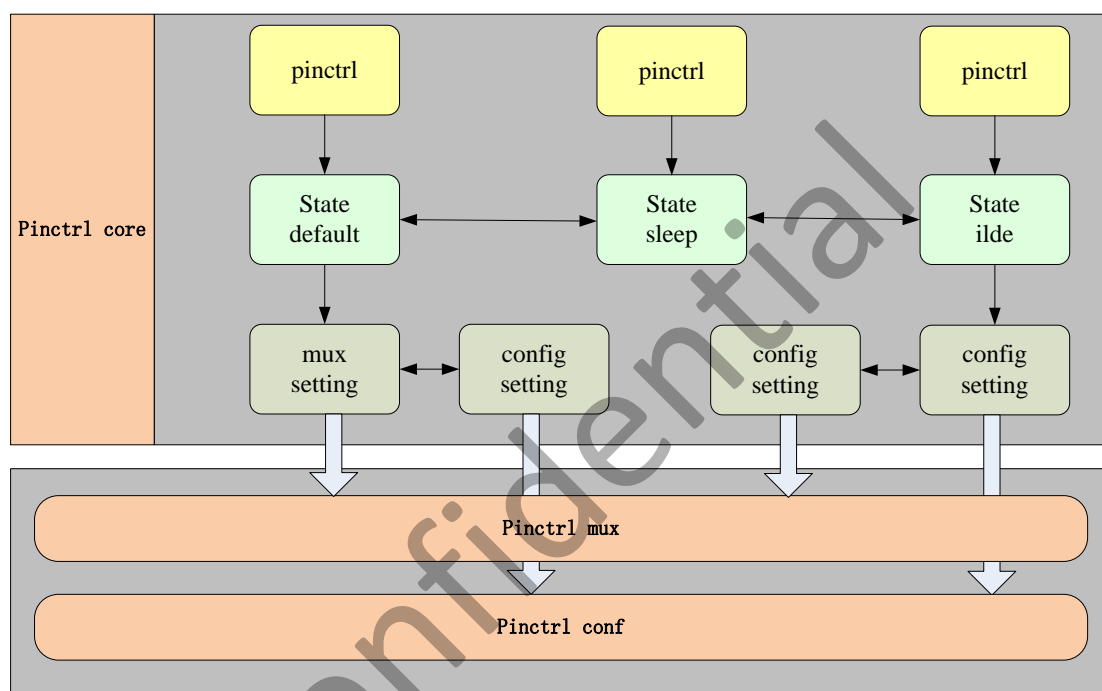 pinctrl
pinctrl
pinctrl
Pinctrl core
State
default
State
sleep
State
ilde
mux
setting
config
setting
config
setting
config
setting
Pinctrl mux
Pinctrl conf
nfidential